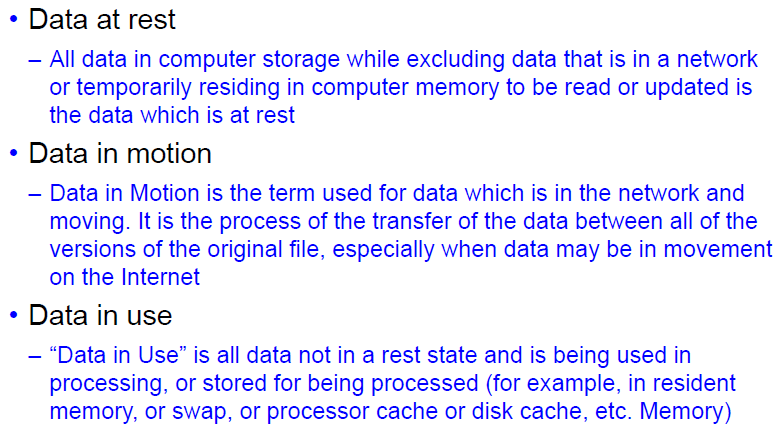 • Data at rest
– All data in computer storage while excluding data that is in a network
or temporarily residing in computer memory to be read or updated is
the data which is at rest
• Data in motion
– Data in Motion is the term used for data which is in the network and
moving. It is the process of the transfer of the data between all of the
versions of the original file, especially when data may be in movement
on the Internet
• Data in use
– “Data in Use” is all data not in a rest state and is being used in
processing, or stored for being processed (for example, in resident
memory, or swap, or processor cache or disk cache, etc. Memory)